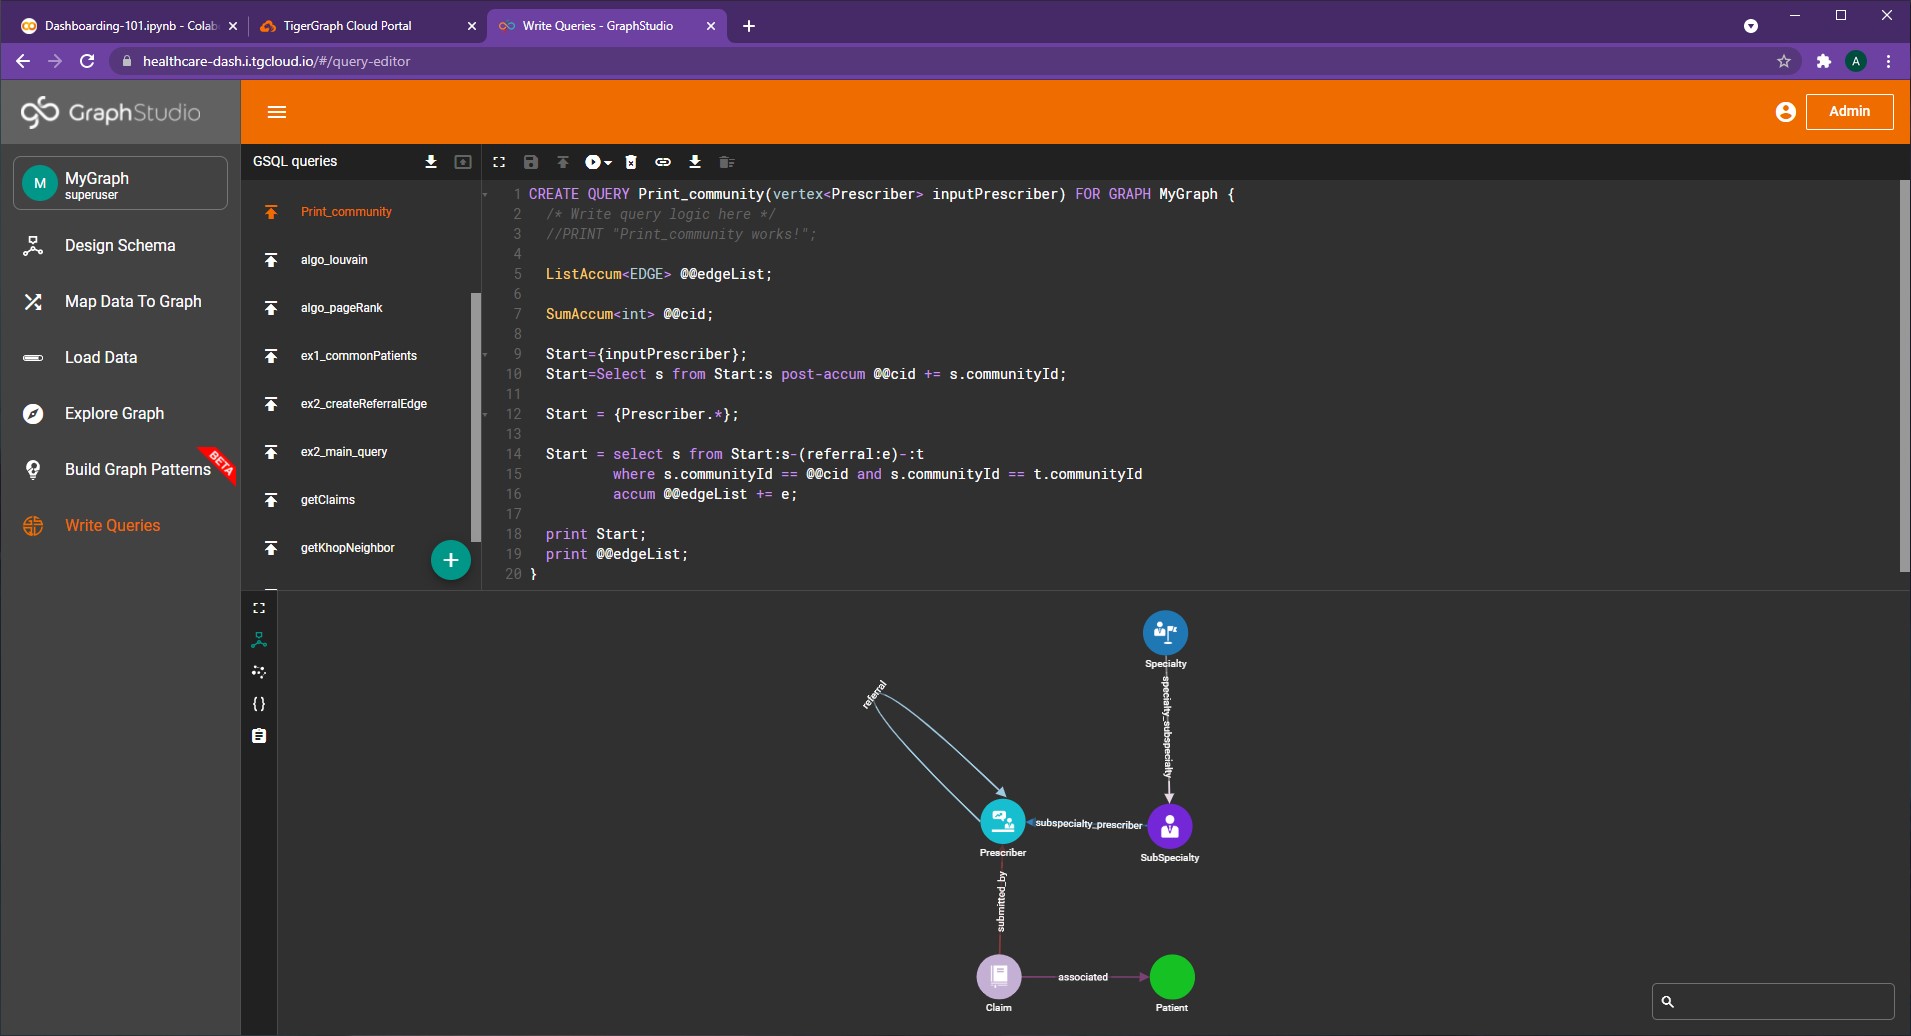 Dashboarding-101.ipynb - Colab
TigerGraph Cloud Portal
Write Queries - GraphStudio
healthcare-dash.i.tgcloud.io/#/query-editor
A
GraphStudio
Admin
M
MyGraph
superuser
Design Schema
Map Data To Graph
Load Data
Explore Graph
Build Graph Patterns
BETA
Write Queries
GSQL queries
Print_community
algo_louvain
algo_pageRank
ex1_commonPatients
ex2_createReferralEdge
ex2_main_query
getClaims
getKhopNeighbor
1 CREATE QUERY Print_community(vertex<Prescriber> inputPrescriber) FOR GRAPH MyGraph {
2 /* Write query logic here */
3 //PRINT "Print_community works!";
4
5 ListAccum<EDGE> @@edgeList;
6
7 SumAccum<int> @@cid;
8
9 Start={inputPrescriber};
10 Start=Select s from Start:s post-accum @@cid += s.communityId;
11
12 Start = {Prescriber.*};
13
14 Start = select s from Start:s-(referral:e)-:t
15 where s.communityId == @@cid and s.communityId == t.communityId
16 accum @@edgeList += e;
17
18 print Start;
19 print @@edgeList;
20 }
Specialty
specialty_subspecialty
referral
subspecialty_prescriber
Prescriber
SubSpecialty
submitted_by
associated
Claim
Patient